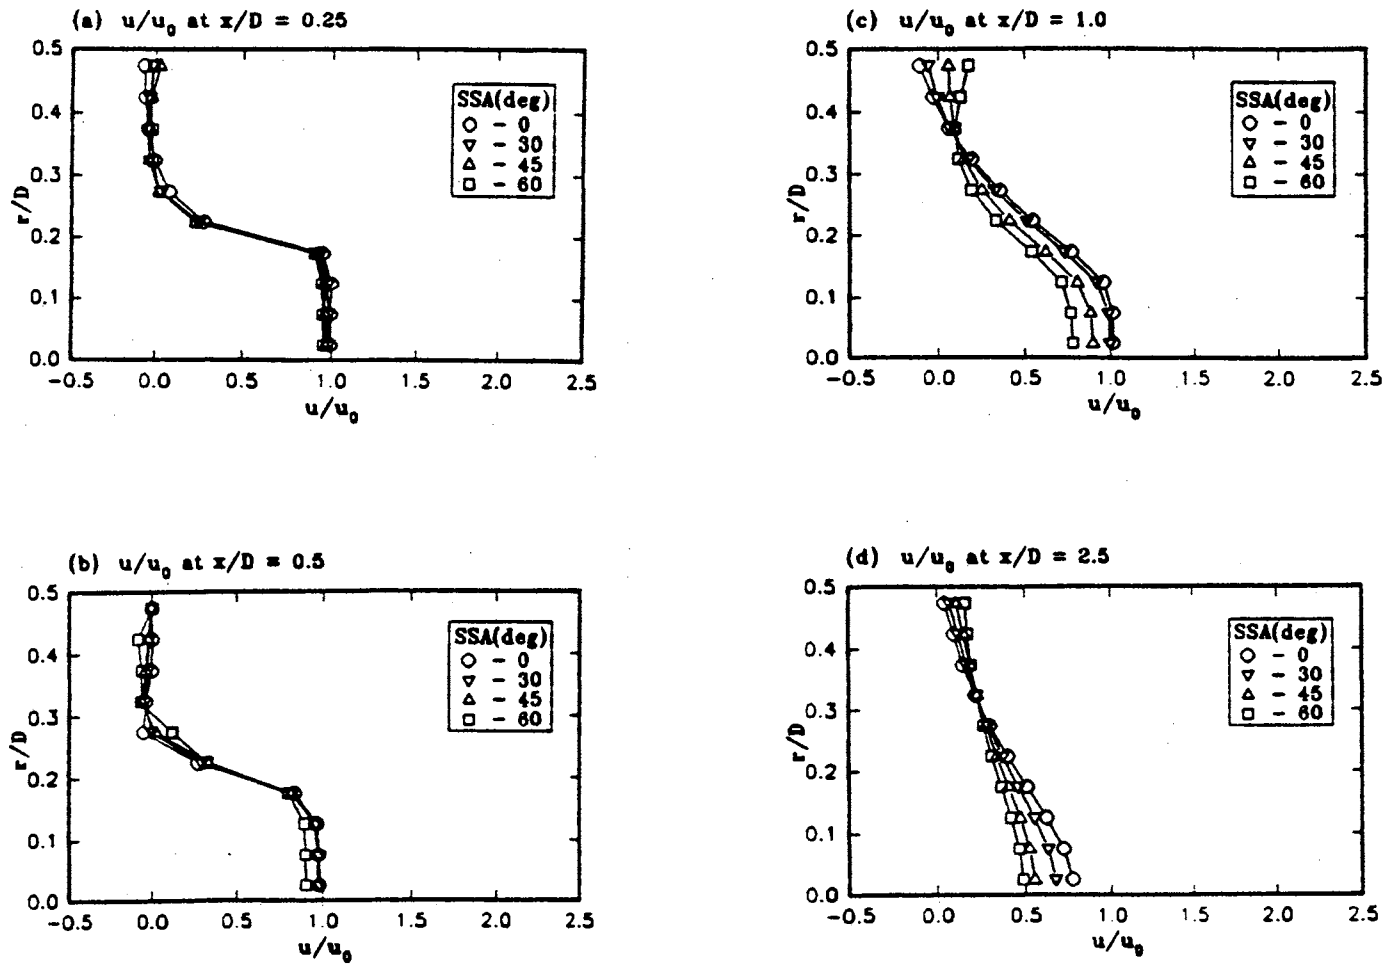 (a) u/u₀ at x/D = 0.25
0.5
0.4
0.3
0.2
0.1
0.0
r/D
SSA(deg)
○ - 0
▽ - 30
△ - 45
□ - 60
-0.5 0.0 0.5 1.0 1.5 2.0 2.5
u/u₀
(c) u/u₀ at x/D = 1.0
0.5
0.4
0.3
0.2
0.1
0.0
r/D
SSA(deg)
○ - 0
▽ - 30
△ - 45
□ - 60
-0.5 0.0 0.5 1.0 1.5 2.0 2.5
u/u₀
(b) u/u₀ at x/D = 0.5
0.5
0.4
0.3
0.2
0.1
0.0
r/D
SSA(deg)
○ - 0
▽ - 30
△ - 45
□ - 60
-0.5 0.0 0.5 1.0 1.5 2.0 2.5
u/u₀
(d) u/u₀ at x/D = 2.5
0.5
0.4
0.3
0.2
0.1
0.0
r/D
SSA(deg)
○ - 0
▽ - 30
△ - 45
□ - 60
-0.5 0.0 0.5 1.0 1.5 2.0 2.5
u/u₀